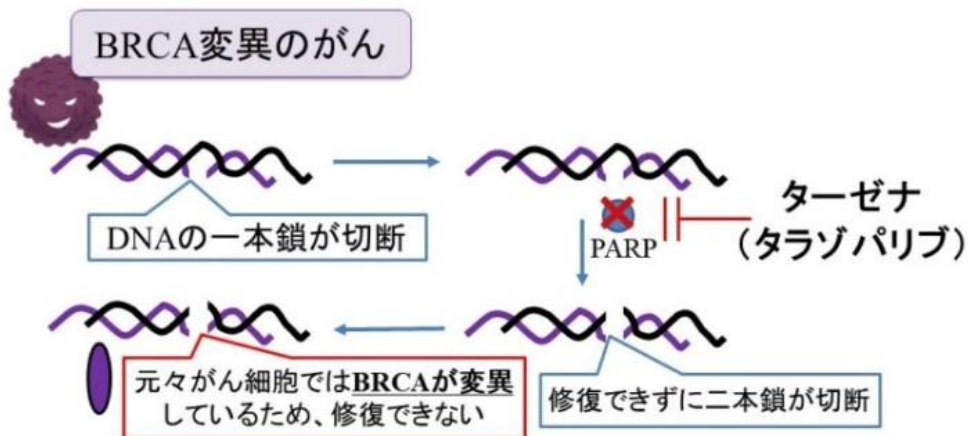 BRCA変異のがん
DNAの一本鎖が切断
PARP
ターゼナ
（タラゾパリブ）
修復できずに二本鎖が切断
元々がん細胞ではBRCAが変異
しているため、修復できない